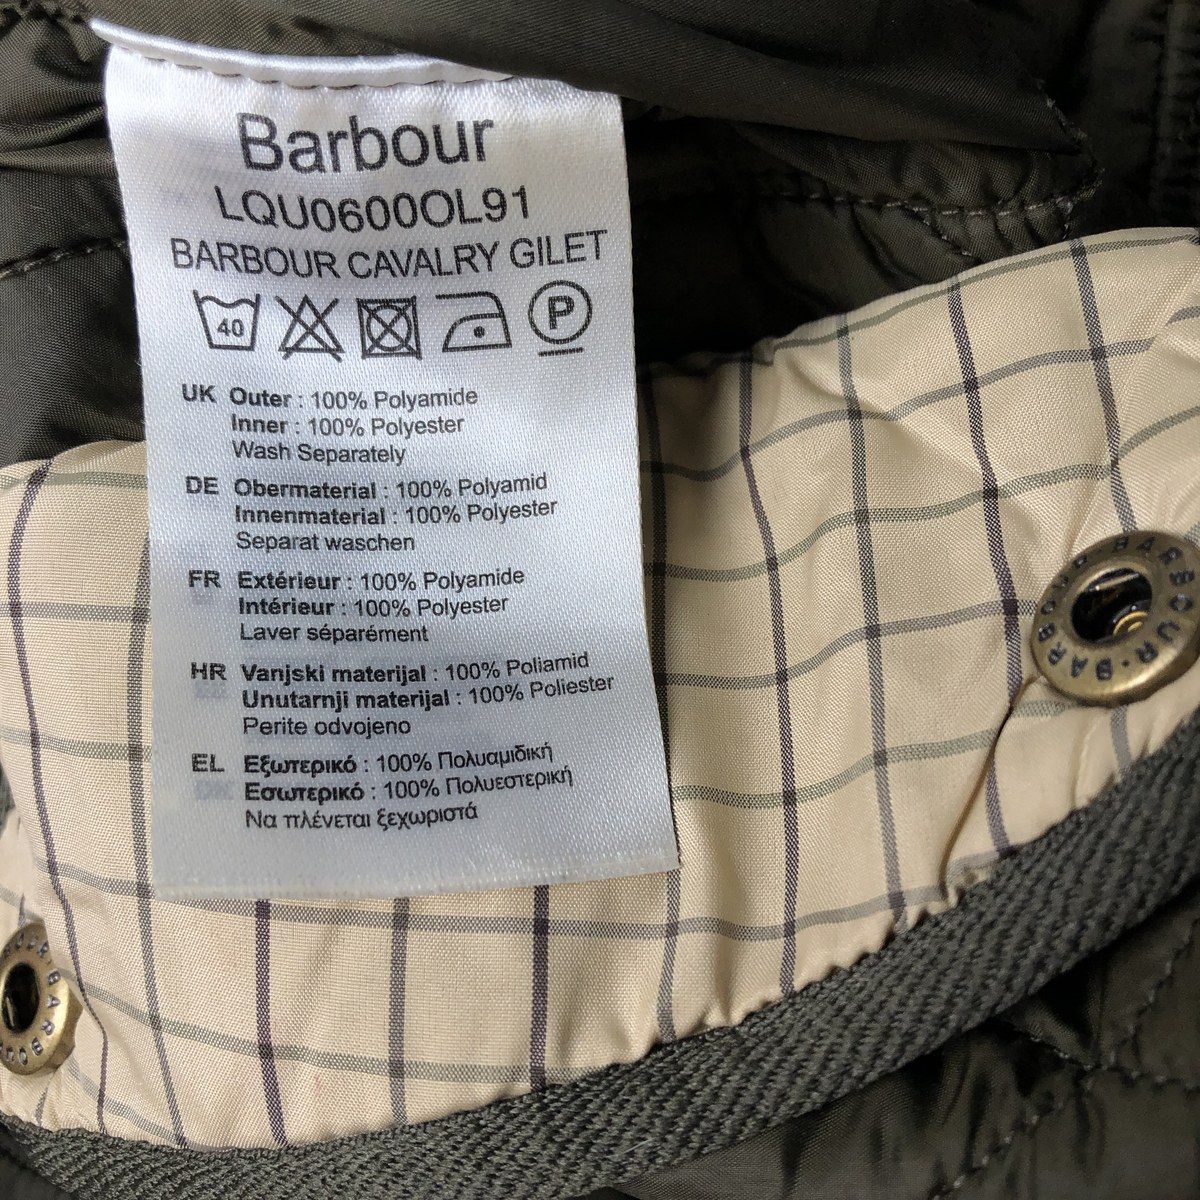 Barbour
LQU0600OL91
BARBOUR CAVALRY GILET
40 P
UK Outer : 100% Polyamide
Inner : 100% Polyester
Wash Separately
DE Obermaterial : 100% Polyamid
Innenmaterial : 100% Polyester
Separat waschen
FR Extérieur : 100% Polyamide
Intérieur : 100% Polyester
Laver séparément
HR Vanjski materijal : 100% Poliamid
Unutarnji materijal : 100% Poliester
Perite odvojeno
EL Εξωτερικό : 100% Πολυαμιδική
Εσωτερικό : 100% Πολυεστερική
Να πλένεται ξεχωριστά
BARBOUR · BARBOUR ·